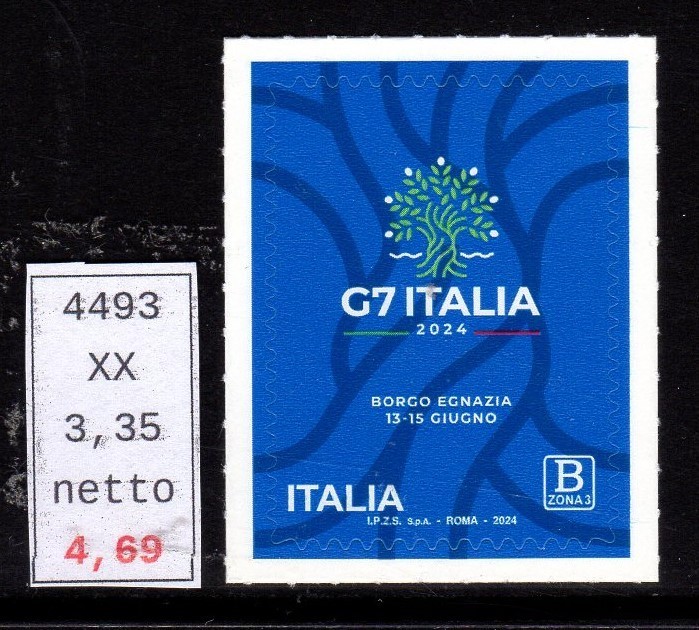 4493
XX
3,35
netto
4,69
G7 ITALIA
2024
BORGO EGNAZIA
13-15 GIUGNO
ITALIA
B
ZONA 3
I.P.Z.S. S.p.A. - ROMA - 2024